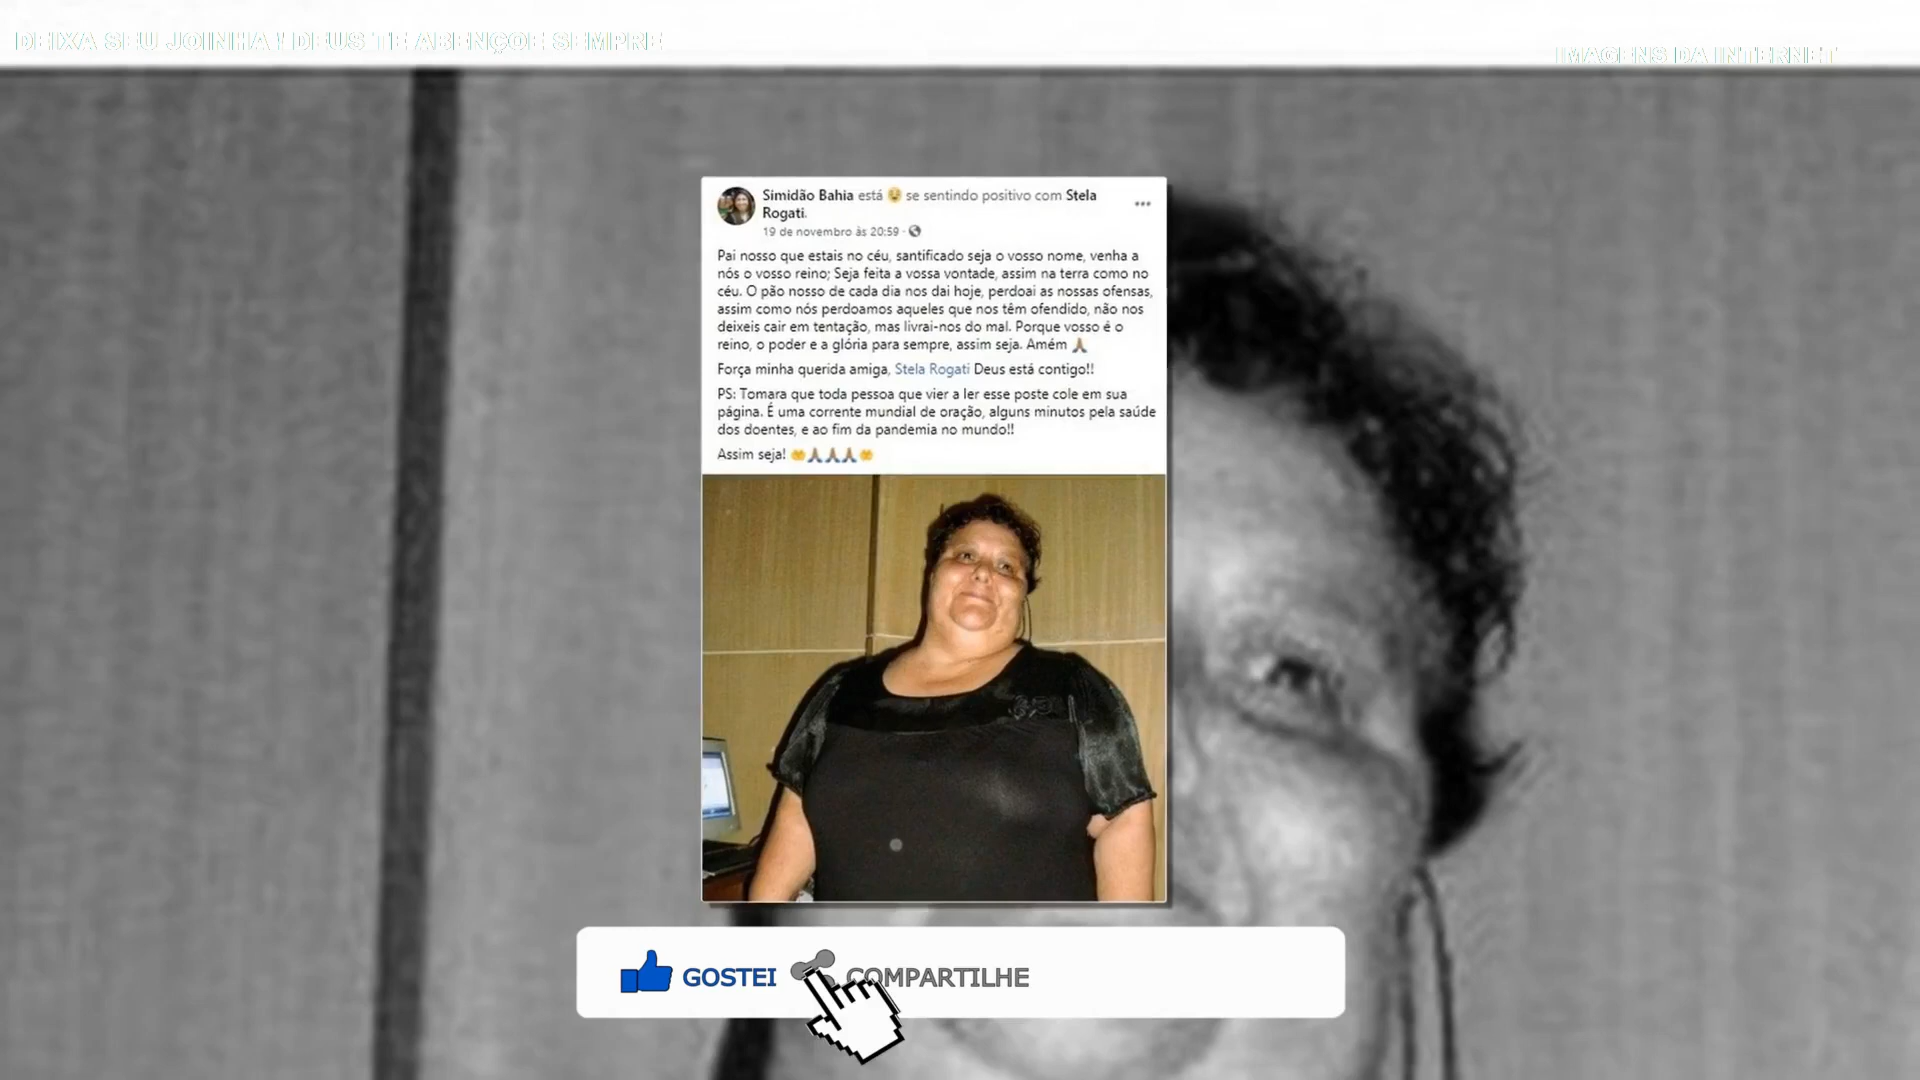 DEIXA SEU JOINHA! DEUS TE ABENÇOE SEMPRE
IMAGENS DA INTERNET
Simidão Bahia está 😉 se sentindo positivo com Stela
Rogati.
19 de novembro às 20:59 ·
Pai nosso que estais no céu, santificado seja o vosso nome, venha a
nós o vosso reino; Seja feita a vossa vontade, assim na terra como no
céu. O pão nosso de cada dia nos dai hoje, perdoai as nossas ofensas,
assim como nós perdoamos aqueles que nos têm ofendido, não nos
deixeis cair em tentação, mas livrai-nos do mal. Porque vosso é o
reino, o poder e a glória para sempre, assim seja. Amém 🙏🏽
Força minha querida amiga, Stela Rogati Deus está contigo!!
PS: Tomara que toda pessoa que vier a ler esse poste cole em sua
página. É uma corrente mundial de oração, alguns minutos pela saúde
dos doentes, e ao fim da pandemia no mundo!!
Assim seja! 🤲🙏🏽🙏🏽🙏🏽🤲
GOSTEI COMPARTILHE